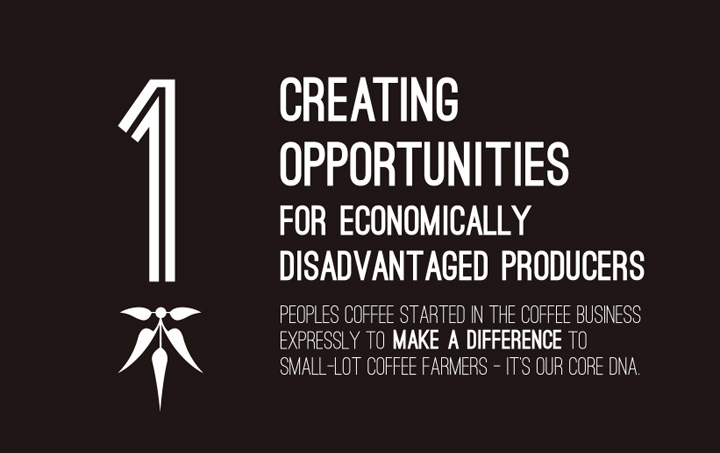 1
CREATING
OPPORTUNITIES
FOR ECONOMICALLY
DISADVANTAGED PRODUCERS
PEOPLES COFFEE STARTED IN THE COFFEE BUSINESS
EXPRESSLY TO MAKE A DIFFERENCE TO
SMALL-LOT COFFEE FARMERS - IT'S OUR CORE DNA.